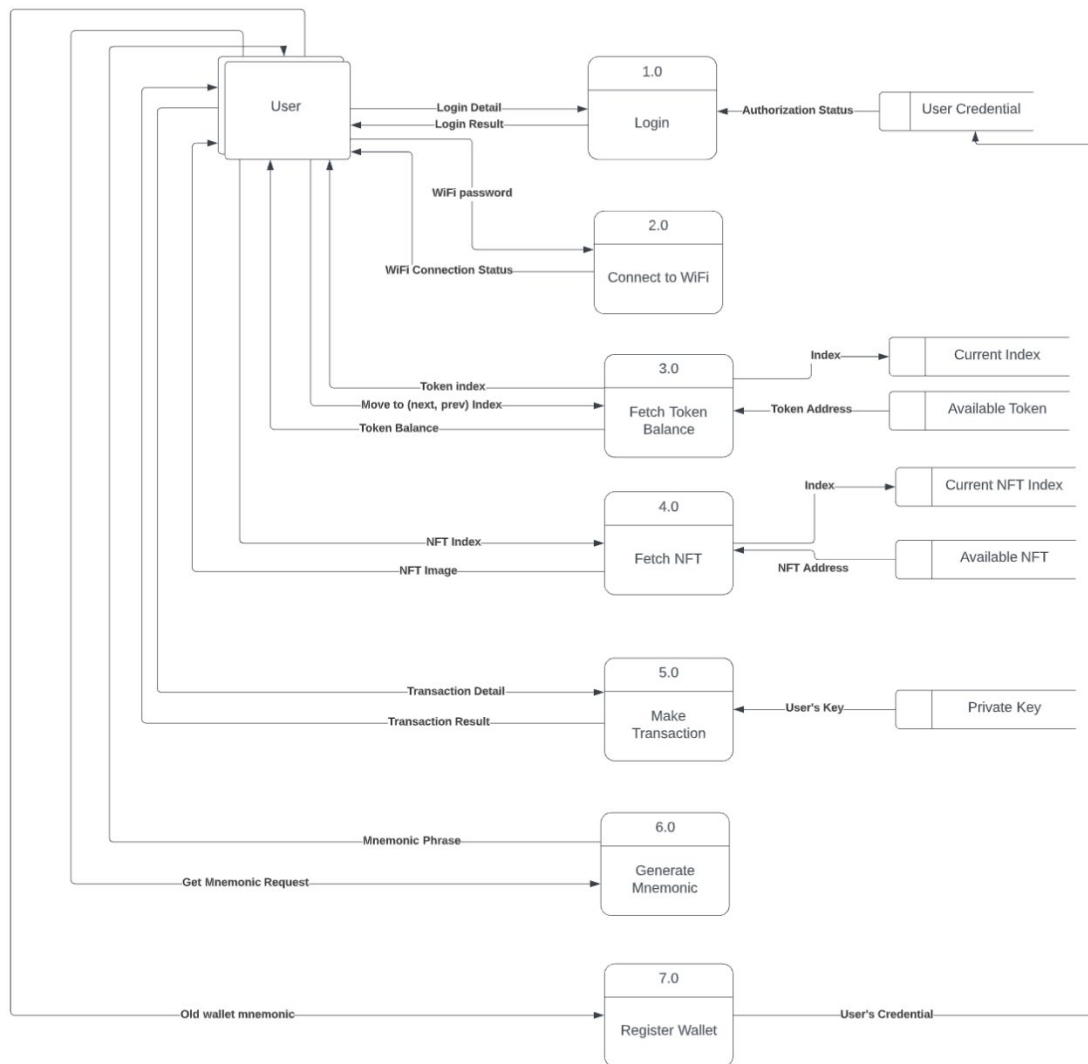 1.0
User
Login Detail
Authorization Status
User Credential
Login Result
Login
WiFi password
2.0
WiFi Connection Status
Connect to WiFi
Index
Current Index
3.0
Token index
Move to (next, prev) Index
Fetch Token
Balance
Token Address
Available Token
Token Balance
Index
Current NFT Index
4.0
NFT Index
Fetch NFT
Available NFT
NFT Image
NFT Address
5.0
Transaction Detail
User's Key
Private Key
Transaction Result
Make
Transaction
6.0
Mnemonic Phrase
Generate
Mnemonic
Get Mnemonic Request
7.0
Old wallet mnemonic
Register Wallet
User's Credential